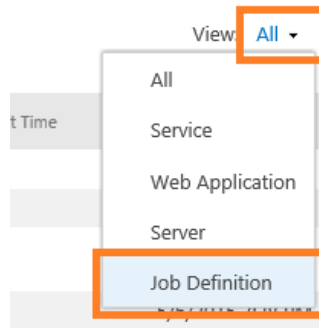 View: All
All
t Time
Service
Web Application
Server
Job Definition